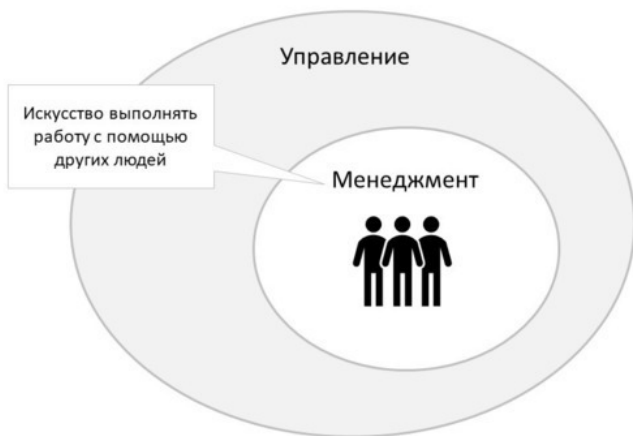 Управление
Искусство выполнять
работу с помощью
других людей
Менеджмент